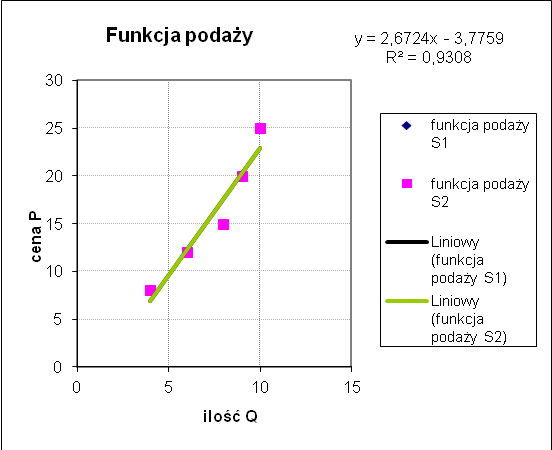 Funkcja podaży
y = 2,6724x - 3,7759
R² = 0,9308
30
25
20
15
10
5
0
cena P
0 5 10 15
ilość Q
funkcja podaży
S1
funkcja podaży
S2
Liniowy
(funkcja
podaży S1)
Liniowy
(funkcja
podaży S2)